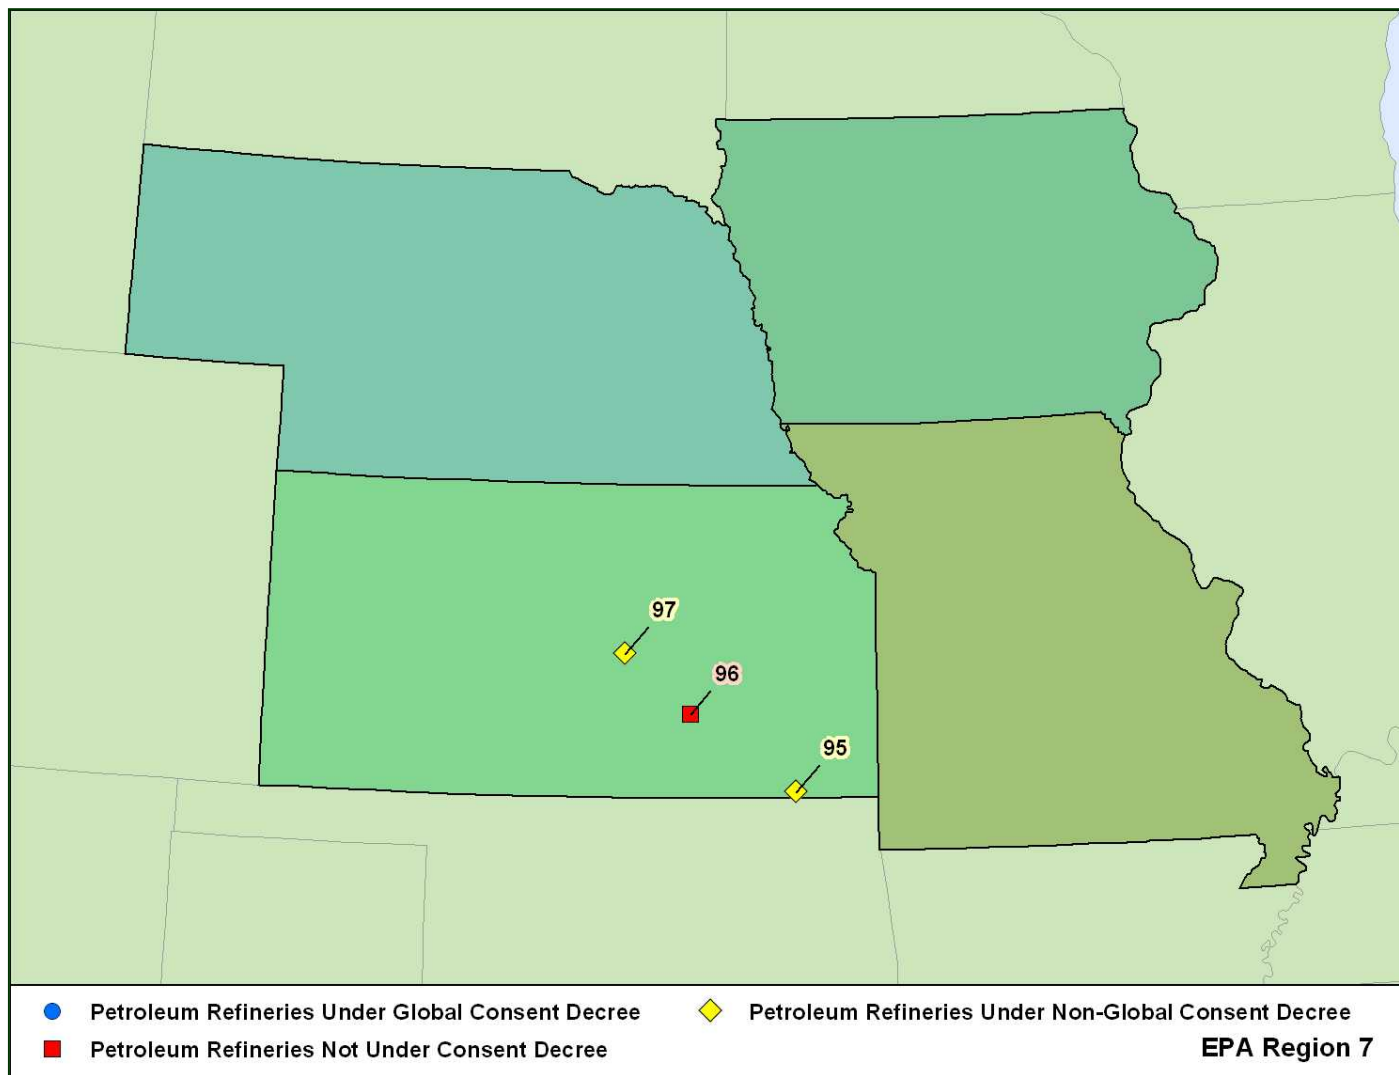 97
96
95
Petroleum Refineries Under Global Consent Decree
Petroleum Refineries Under Non-Global Consent Decree
Petroleum Refineries Not Under Consent Decree
EPA Region 7